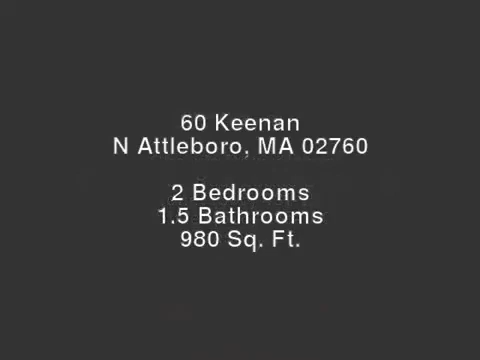 60 Keenan
N Attleboro, MA 02760
2 Bedrooms
1.5 Bathrooms
980 Sq. Ft.